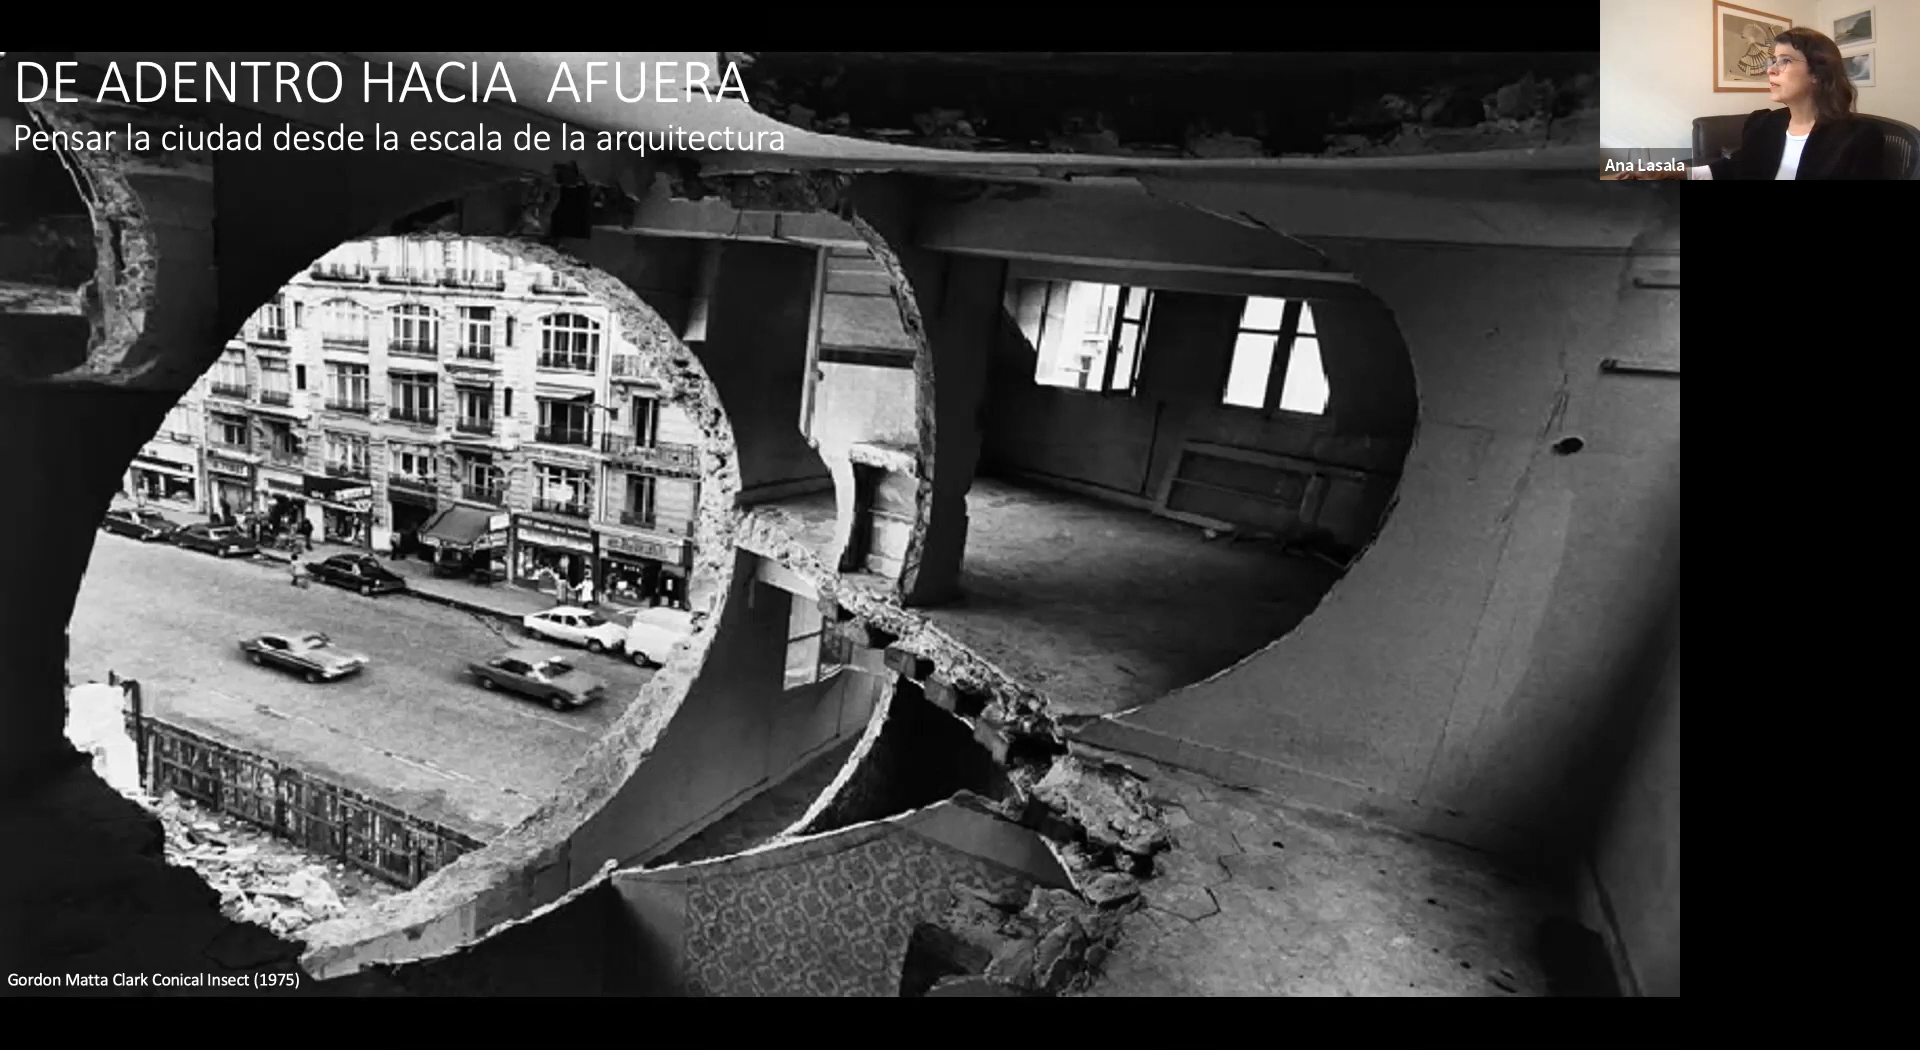 DE ADENTRO HACIA  AFUERA
Pensar la ciudad desde la escala de la arquitectura
Ana Lasala
Gordon Matta Clark Conical Insect (1975)